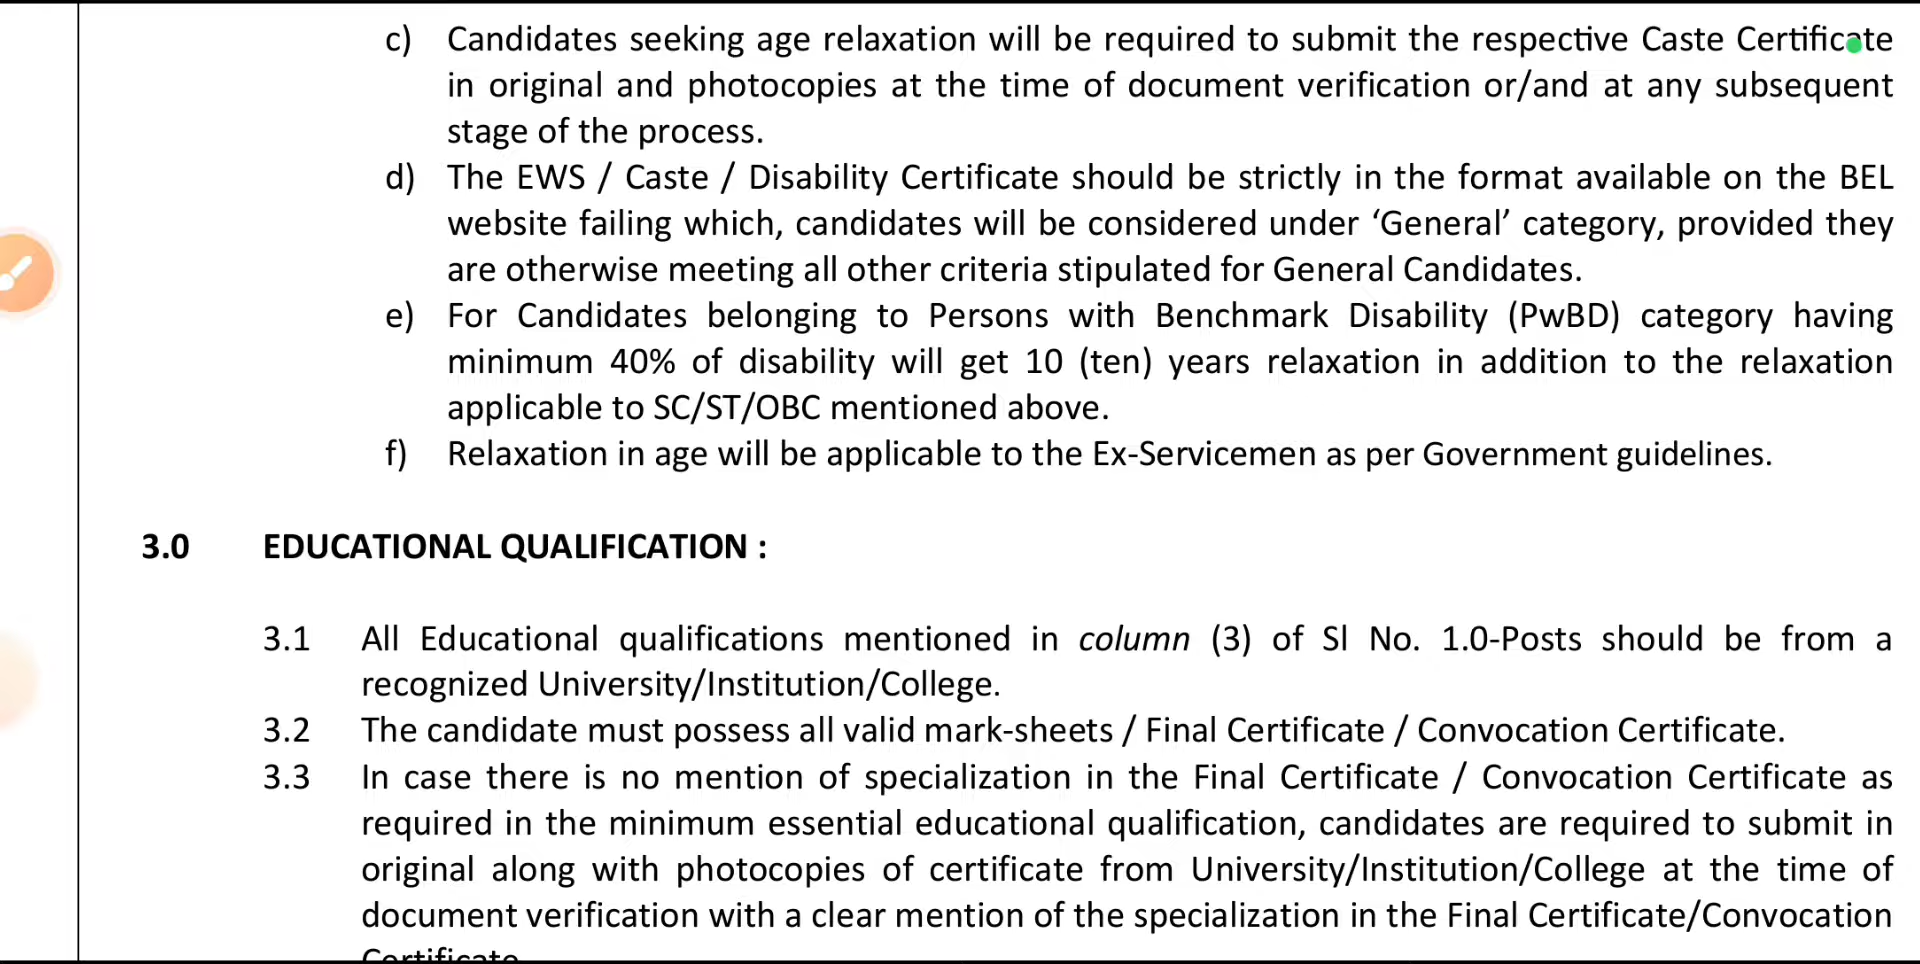 c) Candidates seeking age relaxation will be required to submit the respective Caste Certificate
in original and photocopies at the time of document verification or/and at any subsequent
stage of the process.
d) The EWS / Caste / Disability Certificate should be strictly in the format available on the BEL
website failing which, candidates will be considered under ‘General’ category, provided they
are otherwise meeting all other criteria stipulated for General Candidates.
e) For Candidates belonging to Persons with Benchmark Disability (PwBD) category having
minimum 40% of disability will get 10 (ten) years relaxation in addition to the relaxation
applicable to SC/ST/OBC mentioned above.
f) Relaxation in age will be applicable to the Ex-Servicemen as per Government guidelines.
3.0 EDUCATIONAL QUALIFICATION :
3.1 All Educational qualifications mentioned in column (3) of Sl No. 1.0-Posts should be from a
recognized University/Institution/College.
3.2 The candidate must possess all valid mark-sheets / Final Certificate / Convocation Certificate.
3.3 In case there is no mention of specialization in the Final Certificate / Convocation Certificate as
required in the minimum essential educational qualification, candidates are required to submit in
original along with photocopies of certificate from University/Institution/College at the time of
document verification with a clear mention of the specialization in the Final Certificate/Convocation
Certificate